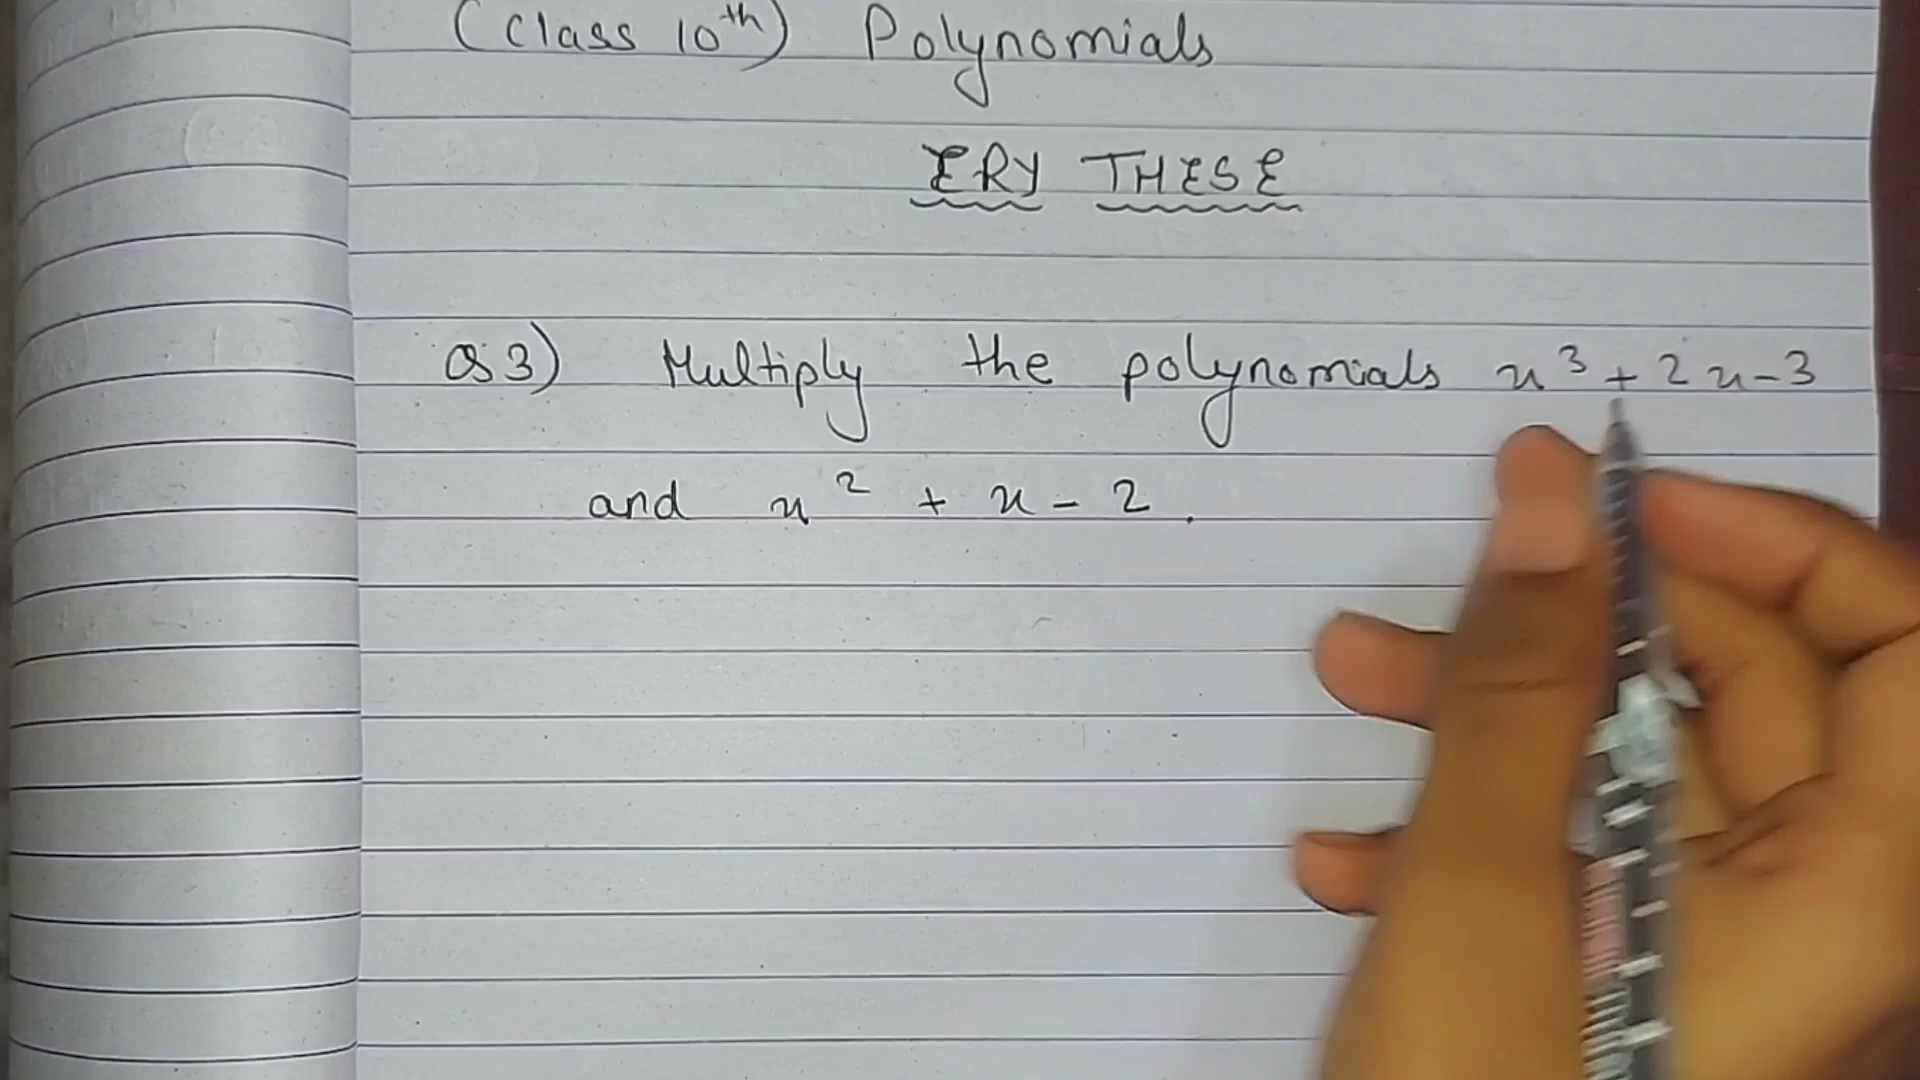 (Class 10th) Polynomials
TRY THESE
Q3) Multiply the polynomials x³ + 2x - 3
and x² + x - 2.